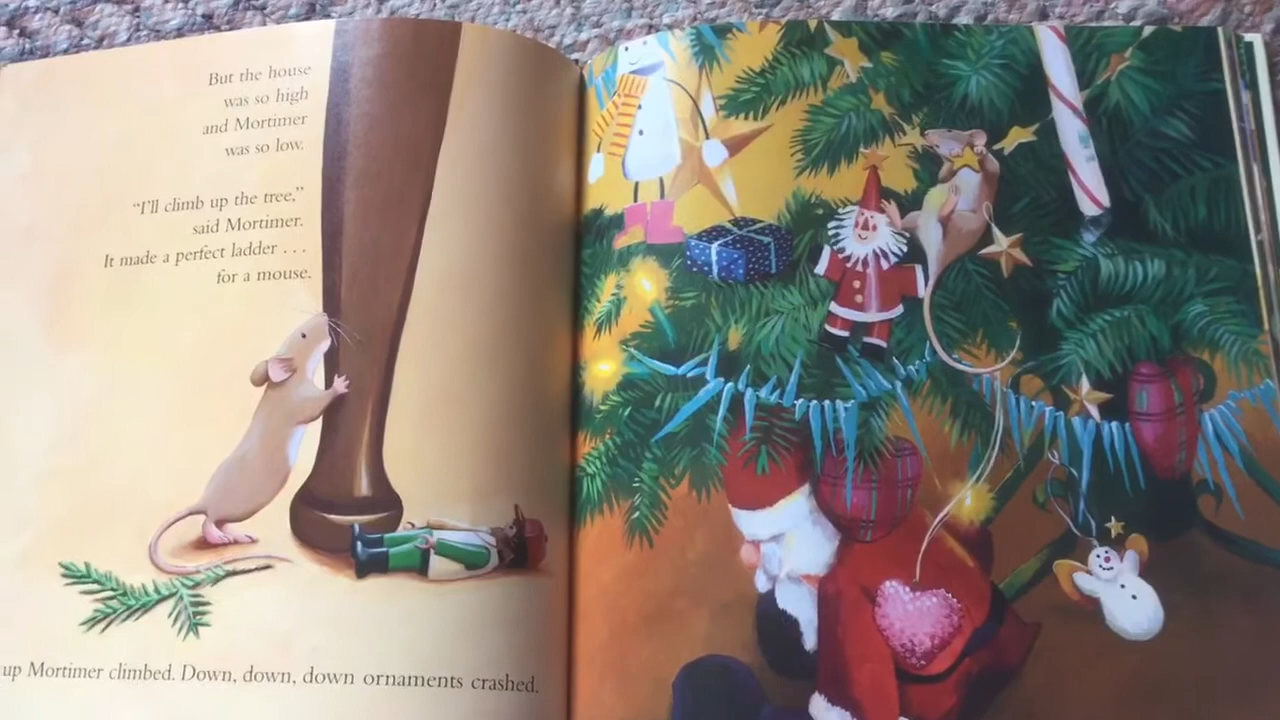 But the house
was so high
and Mortimer
was so low.
“I’ll climb up the tree,”
said Mortimer.
It made a perfect ladder . . .
for a mouse.
up Mortimer climbed. Down, down, down ornaments crashed.